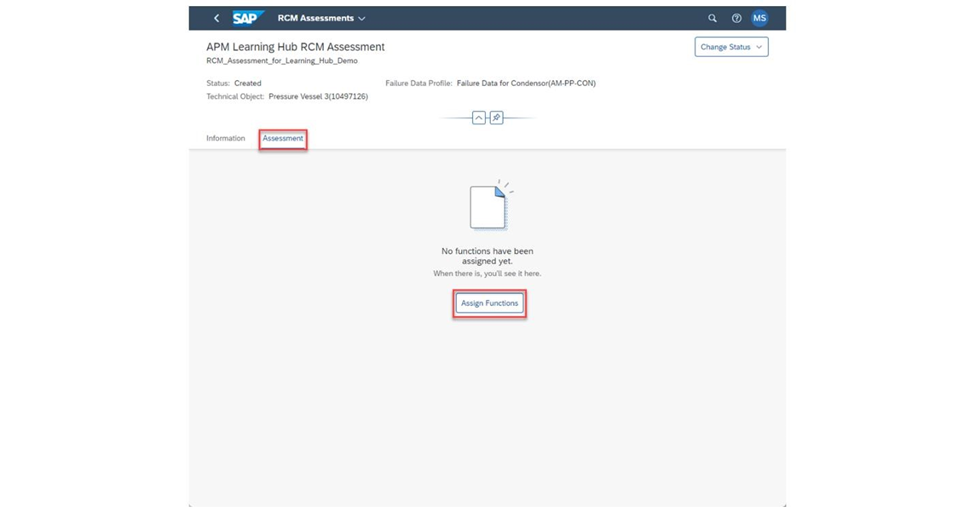 SAP RCM Assessments MS
APM Learning Hub RCM Assessment Change Status
RCM_Assessment_for_Learning_Hub_Demo
Status: Created Failure Data Profile: Failure Data for Condensor(AM-PP-CON)
Technical Object: Pressure Vessel 3(10497126)
Information Assessment
No functions have been
assigned yet.
When there is, you'll see it here.
Assign Functions